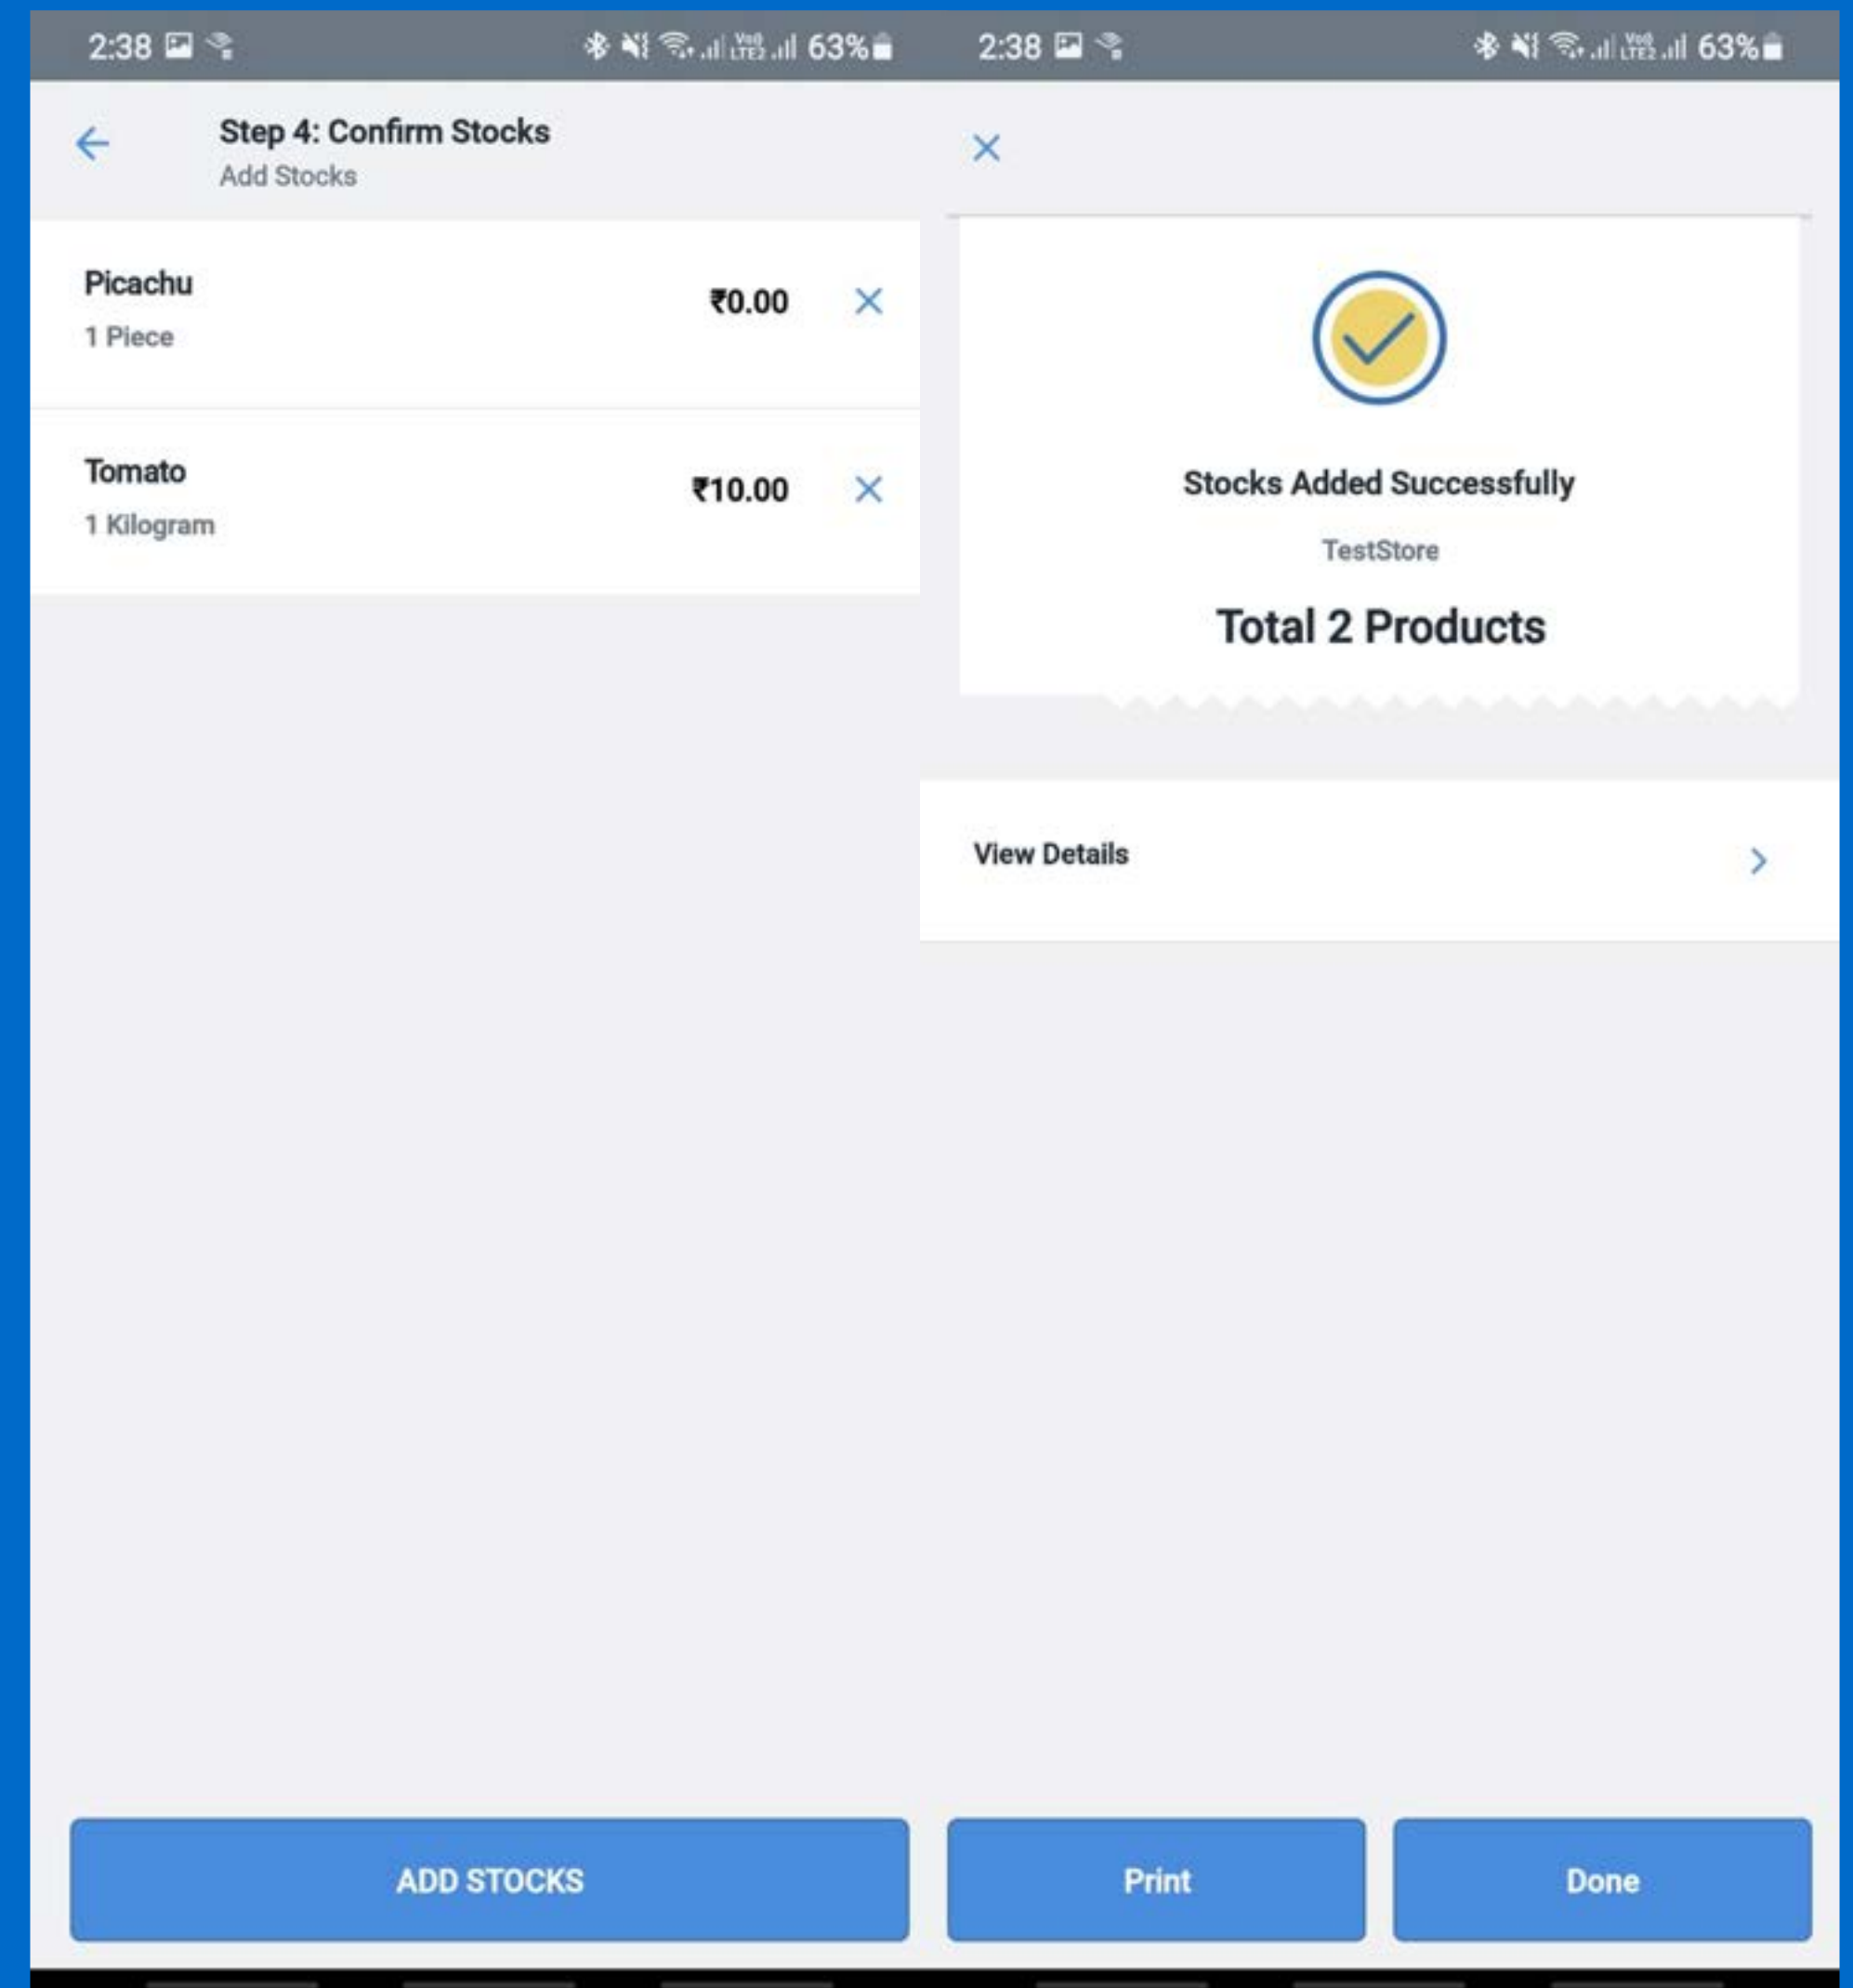 2:38
63%
Step 4: Confirm Stocks
Add Stocks
Picachu
₹0.00
1 Piece
Tomato
₹10.00
1 Kilogram
ADD STOCKS
2:38
63%
Stocks Added Successfully
TestStore
Total 2 Products
View Details
Print
Done